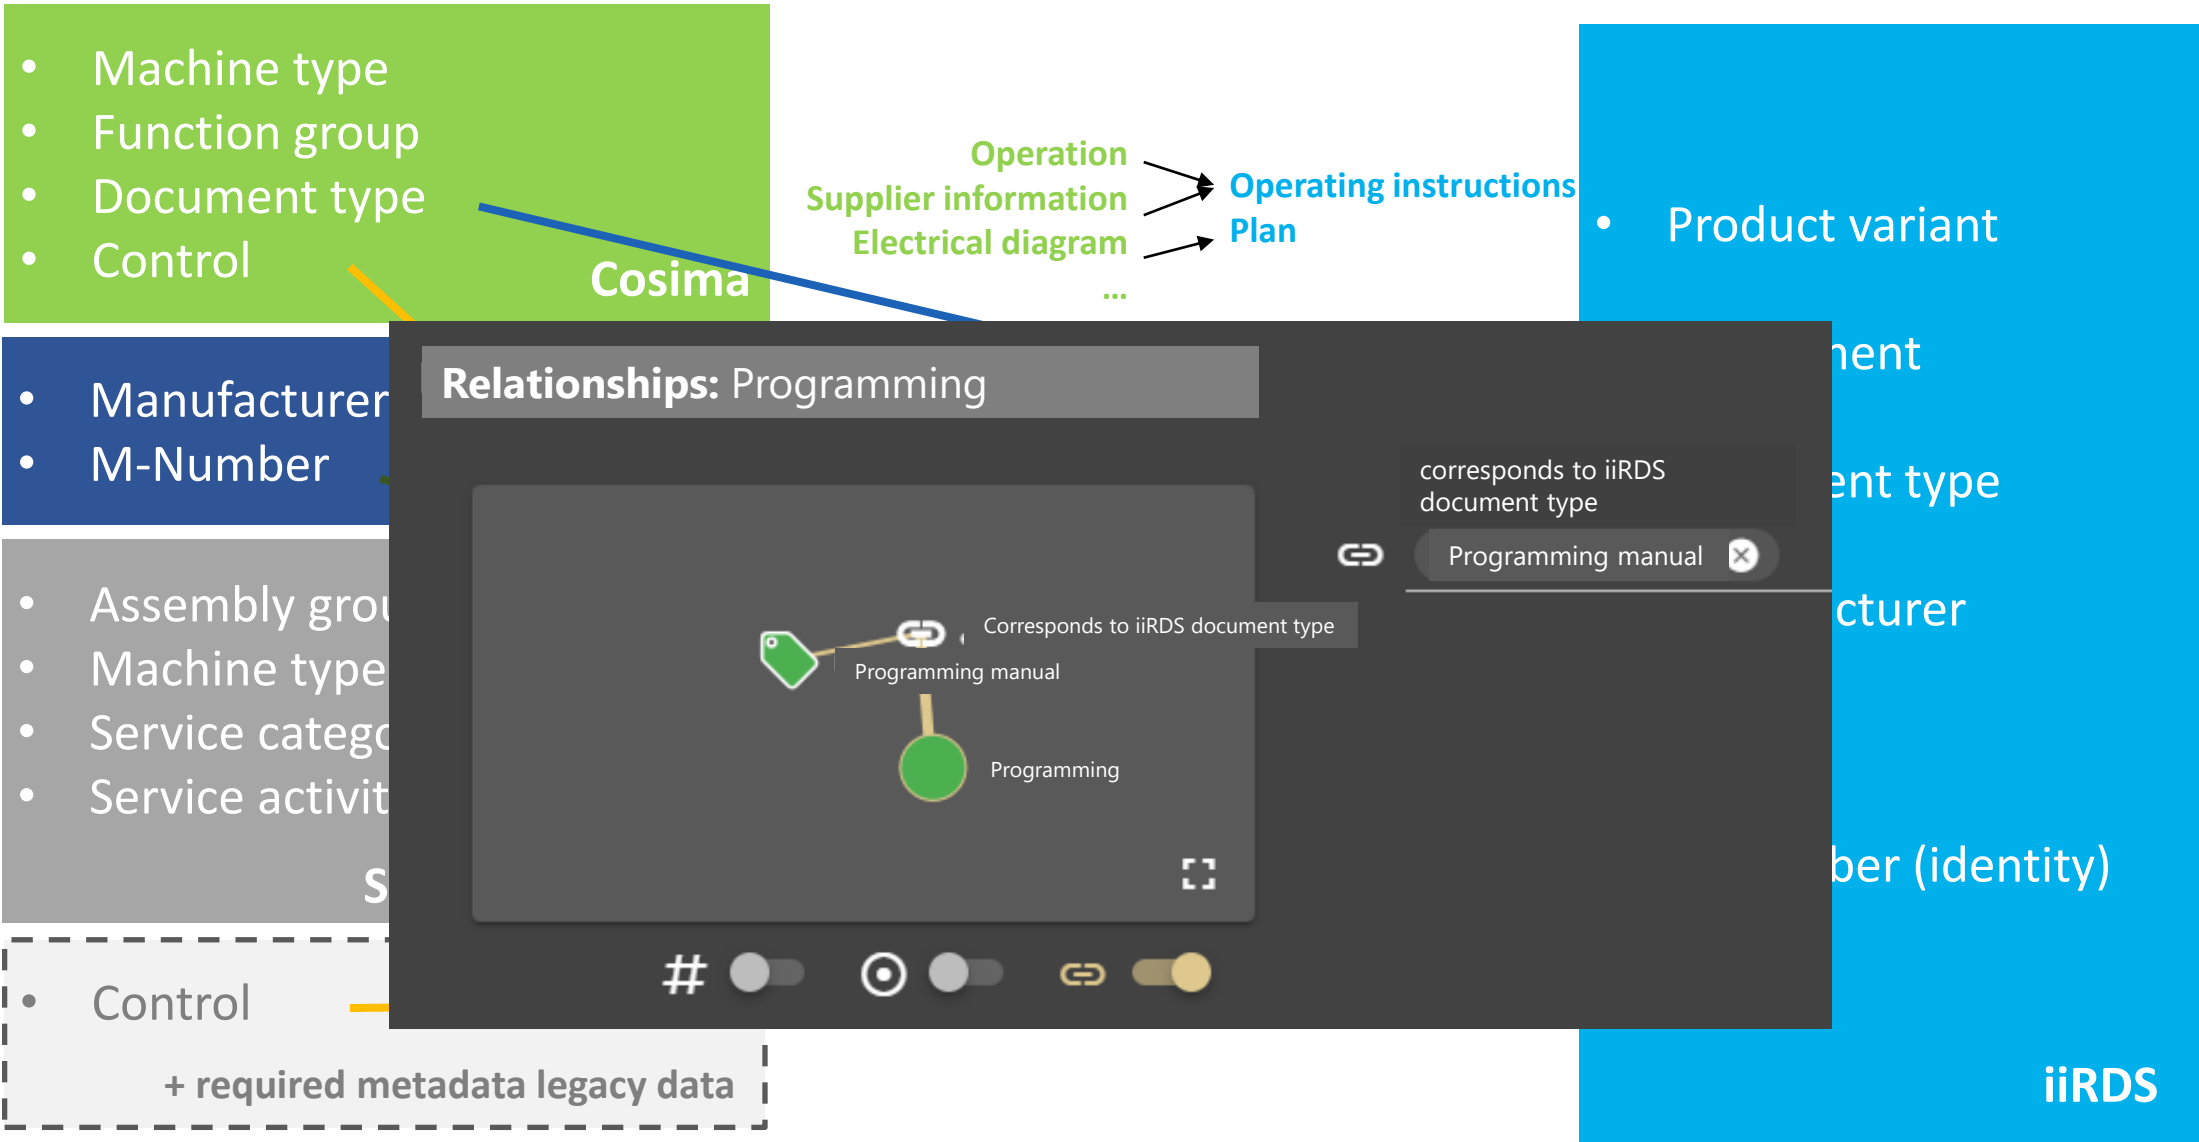 • Machine type
• Function group
• Document type
• Control
Cosima
Operation
Supplier information
Electrical diagram
...
Operating instructions
Plan
• Manufacturer
• M-Number
• Assembly grou
• Machine type
• Service catego
• Service activit
S
• Control
+ required metadata legacy data
Relationships: Programming
Corresponds to iiRDS document type
Programming manual
Programming
#
corresponds to iiRDS
document type
Programming manual
• Product variant
nent
ent type
cturer
ber (identity)
iiRDS